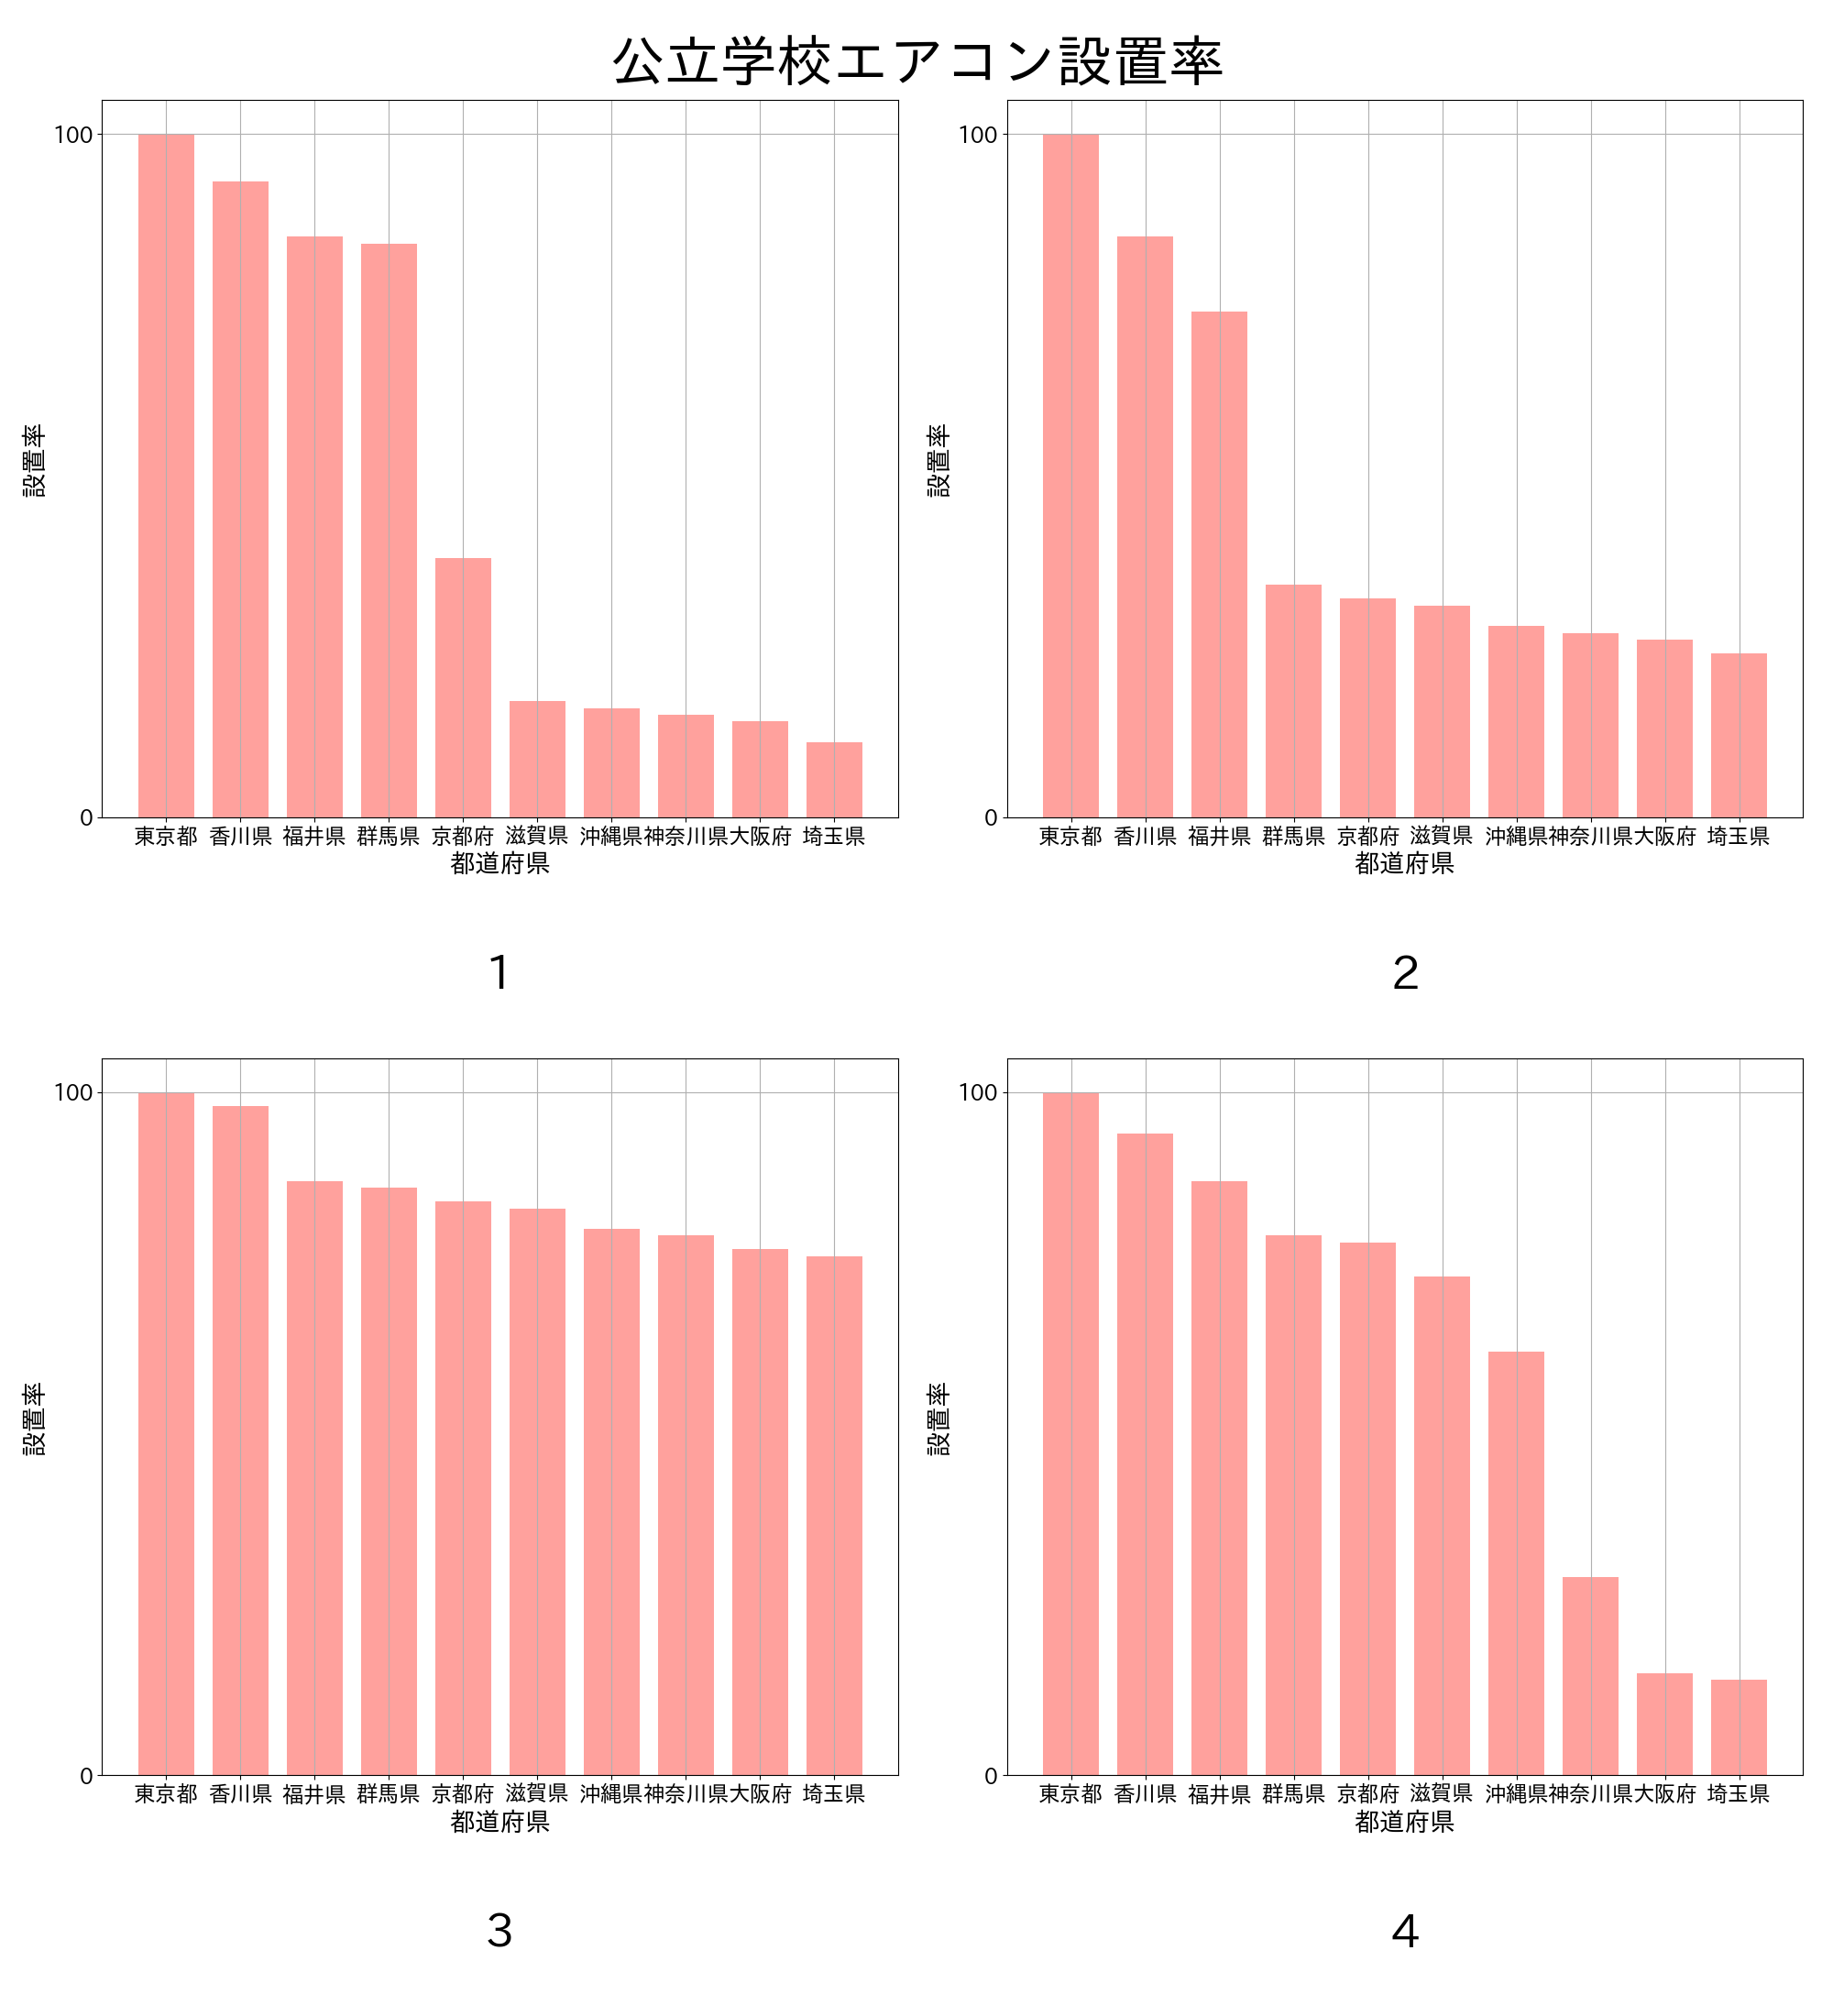 公立学校エアコン設置率
100
0
設置率
東京都 香川県 福井県 群馬県 京都府 滋賀県 沖縄県 神奈川県 大阪府 埼玉県
都道府県
1
100
0
設置率
東京都 香川県 福井県 群馬県 京都府 滋賀県 沖縄県 神奈川県 大阪府 埼玉県
都道府県
2
100
0
設置率
東京都 香川県 福井県 群馬県 京都府 滋賀県 沖縄県 神奈川県 大阪府 埼玉県
都道府県
3
100
0
設置率
東京都 香川県 福井県 群馬県 京都府 滋賀県 沖縄県 神奈川県 大阪府 埼玉県
都道府県
4